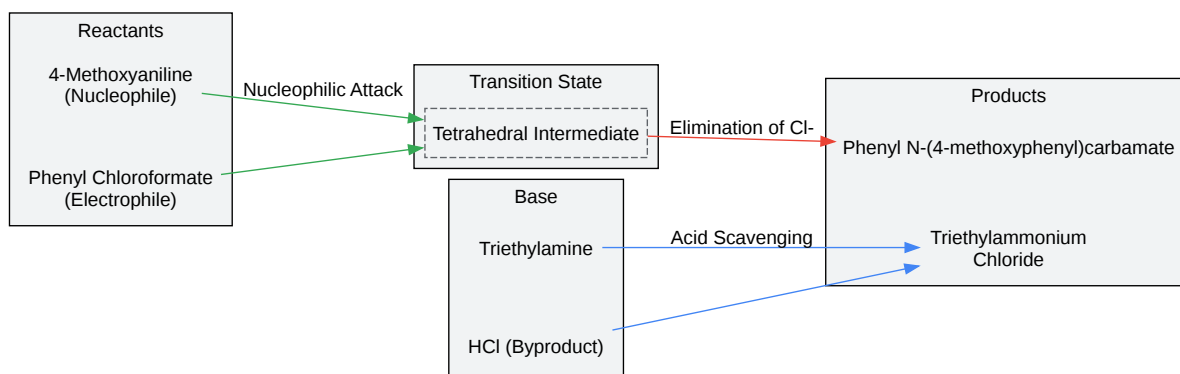 Reactants
4-Methoxyaniline
(Nucleophile)
Phenyl Chloroformate
(Electrophile)
Nucleophilic Attack
Transition State
Tetrahedral Intermediate
Elimination of Cl-
Base
Triethylamine
HCl (Byproduct)
Acid Scavenging
Products
Phenyl N-(4-methoxyphenyl)carbamate
Triethylammonium
Chloride